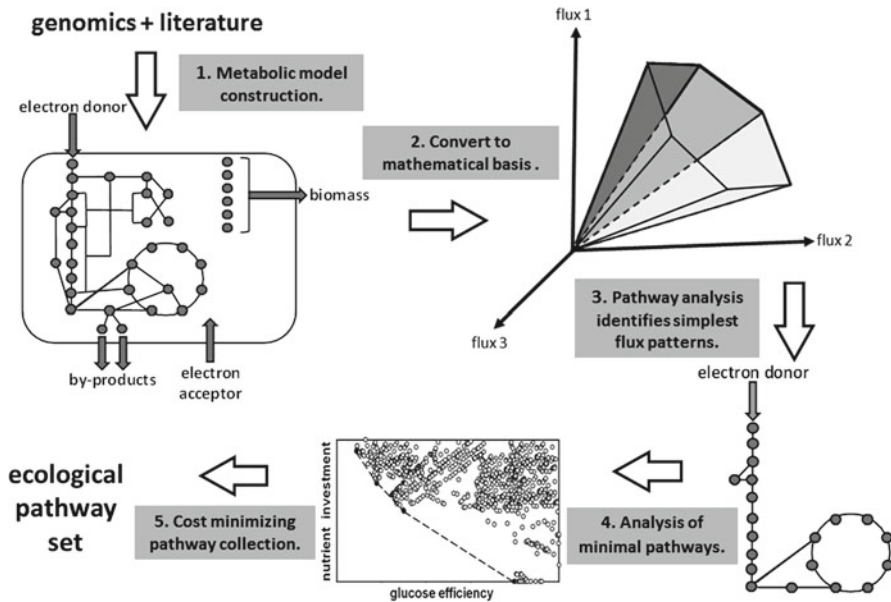 genomics + literature
1. Metabolic model
construction.
electron donor
biomass
by-products
electron
acceptor
2. Convert to
mathematical basis .
flux 1
flux 2
flux 3
3. Pathway analysis
identifies simplest
flux patterns.
electron donor
4. Analysis of
minimal pathways.
nutrient investment
glucose efficiency
5. Cost minimizing
pathway collection.
ecological
pathway
set